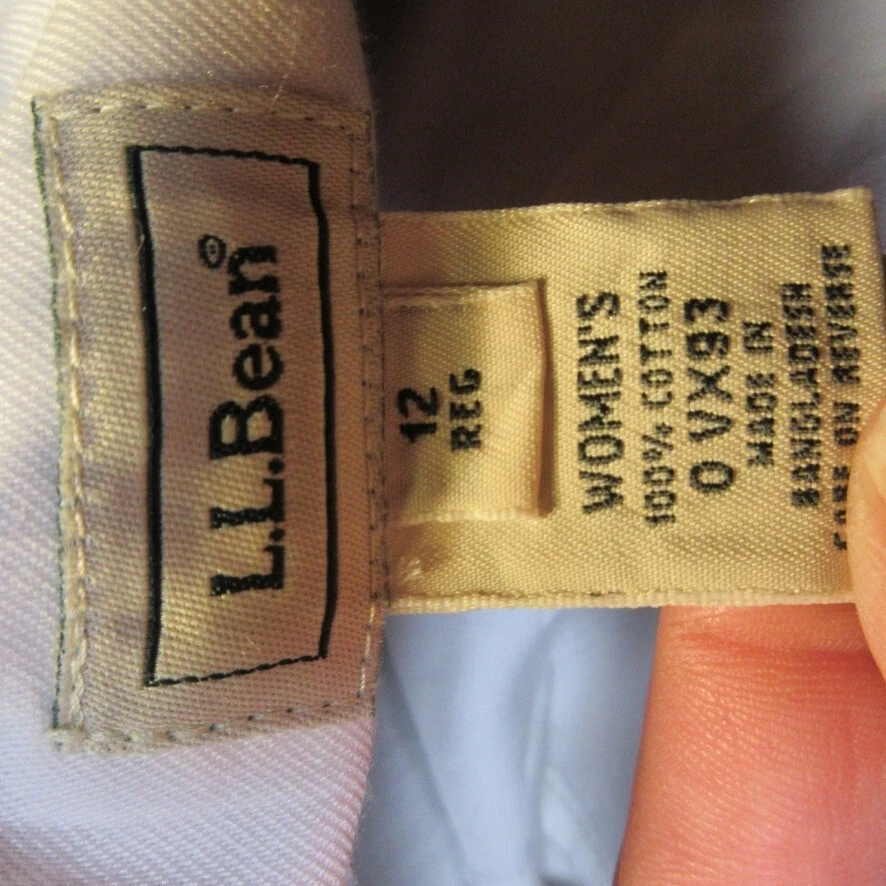 L.L.Bean®
12
REG
WOMEN'S
100% COTTON
0 VX93
MADE IN
BANGLADESH
CARE ON REVERSE